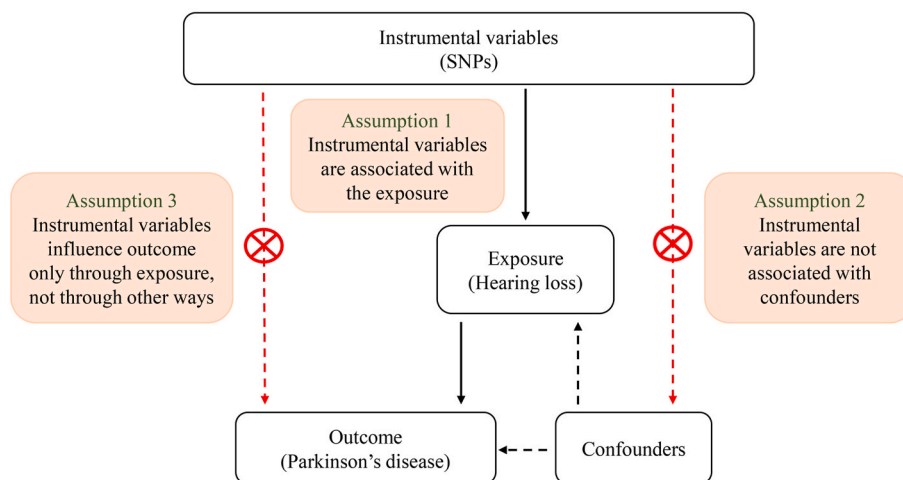 Instrumental variables
(SNPs)
Assumption 1
Instrumental variables
are associated with
the exposure
Assumption 3
Instrumental variables
influence outcome
only through exposure,
not through other ways
Assumption 2
Instrumental
variables are not
associated with
confounders
Exposure
(Hearing loss)
Outcome
(Parkinson's disease)
Confounders